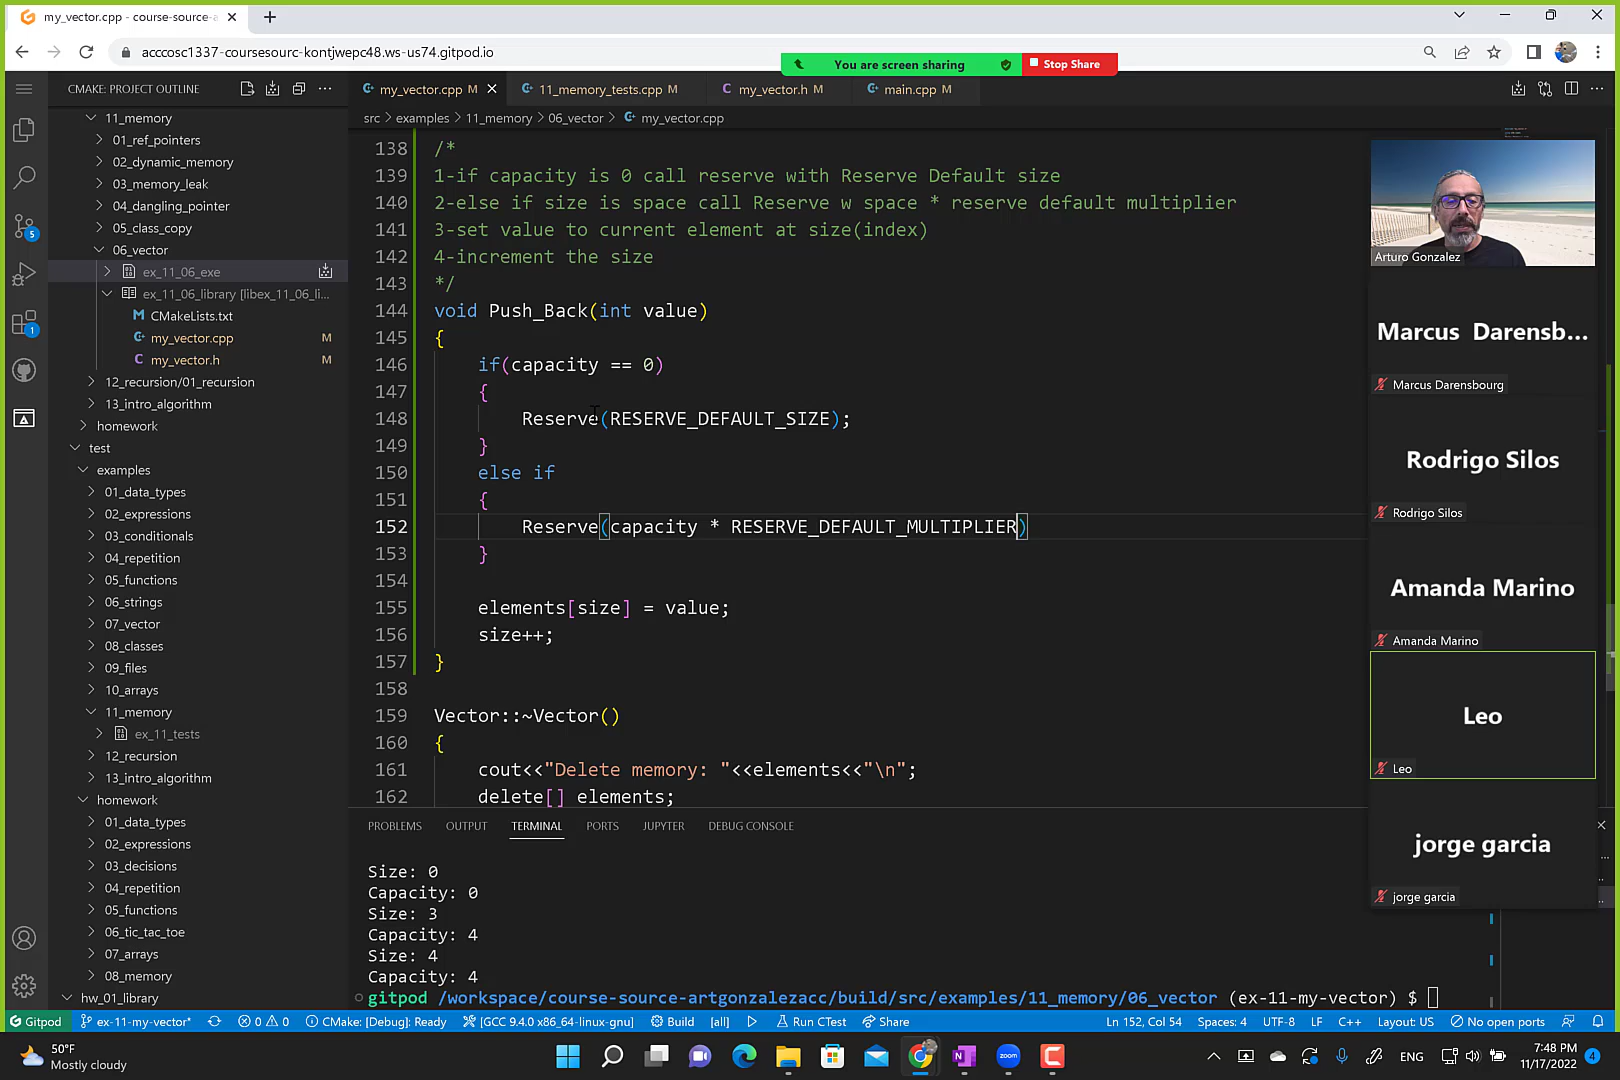 my_vector.cpp - course-source-a
acccosc1337-coursesourc-kontjwepc48.ws-us74.gitpod.io
You are screen sharing
Stop Share
CMAKE: PROJECT OUTLINE
my_vector.cpp M
11_memory_tests.cpp M
my_vector.h M
main.cpp M
src > examples > 11_memory > 06_vector > my_vector.cpp
11_memory
01_ref_pointers
02_dynamic_memory
03_memory_leak
04_dangling_pointer
05_class_copy
06_vector
ex_11_06_exe
ex_11_06_library [libex_11_06_li...
CMakeLists.txt
my_vector.cpp M
my_vector.h M
12_recursion/01_recursion
13_intro_algorithm
homework
test
examples
01_data_types
02_expressions
03_conditionals
04_repetition
05_functions
06_strings
07_vector
08_classes
09_files
10_arrays
11_memory
ex_11_tests
12_recursion
13_intro_algorithm
homework
01_data_types
02_expressions
03_decisions
04_repetition
05_functions
06_tic_tac_toe
07_arrays
08_memory
hw_01_library
5
1
138 /*
139 1-if capacity is 0 call reserve with Reserve Default size
140 2-else if size is space call Reserve w space * reserve default multiplier
141 3-set value to current element at size(index)
142 4-increment the size
143 */
144 void Push_Back(int value)
145 {
146 if(capacity == 0)
147 {
148 Reserve(RESERVE_DEFAULT_SIZE);
149 }
150 else if
151 {
152 Reserve(capacity * RESERVE_DEFAULT_MULTIPLIER)
153 }
154
155 elements[size] = value;
156 size++;
157 }
158
159 Vector::~Vector()
160 {
161 cout<<"Delete memory: "<<elements<<"\n";
162 delete[] elements;
Arturo Gonzalez
Marcus Darensb...
Marcus Darensbourg
Rodrigo Silos
Rodrigo Silos
Amanda Marino
Amanda Marino
Leo
Leo
jorge garcia
jorge garcia
PROBLEMS OUTPUT TERMINAL PORTS JUPYTER DEBUG CONSOLE
Size: 0
Capacity: 0
Size: 3
Capacity: 4
Size: 4
Capacity: 4
gitpod /workspace/course-source-artgonzalezacc/build/src/examples/11_memory/06_vector (ex-11-my-vector) $
Gitpod ex-11-my-vector* 0 0 CMake: [Debug]: Ready [GCC 9.4.0 x86_64-linux-gnu] Build [all] Run CTest Share Ln 152, Col 54 Spaces: 4 UTF-8 LF C++ Layout: US No open ports
50°F
Mostly cloudy
zoom
ENG
7:48 PM
11/17/2022
4